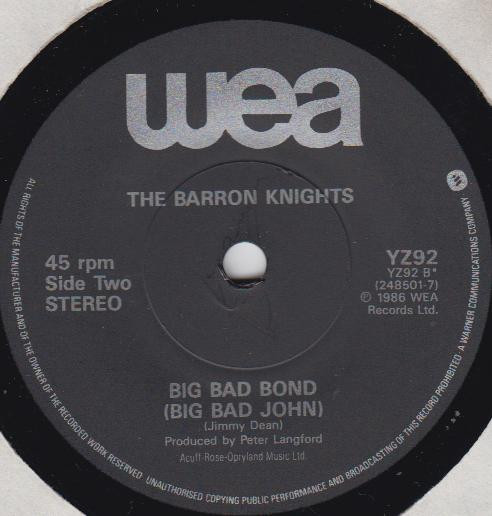 wea
THE BARRON KNIGHTS
45 rpm
Side Two
STEREO
YZ92
YZ92 B*
(248501-7)
℗ 1986 WEA
Records Ltd.
BIG BAD BOND
(BIG BAD JOHN)
(Jimmy Dean)
Produced by Peter Langford
Acuff-Rose-Opryland Music Ltd.
ALL RIGHTS OF THE MANUFACTURER AND OF THE OWNER OF THE RECORDED WORK RESERVED. UNAUTHORISED COPYING PUBLIC PERFORMANCE AND BROADCASTING OF THIS RECORD PROHIBITED · A WARNER COMMUNICATIONS COMPANY